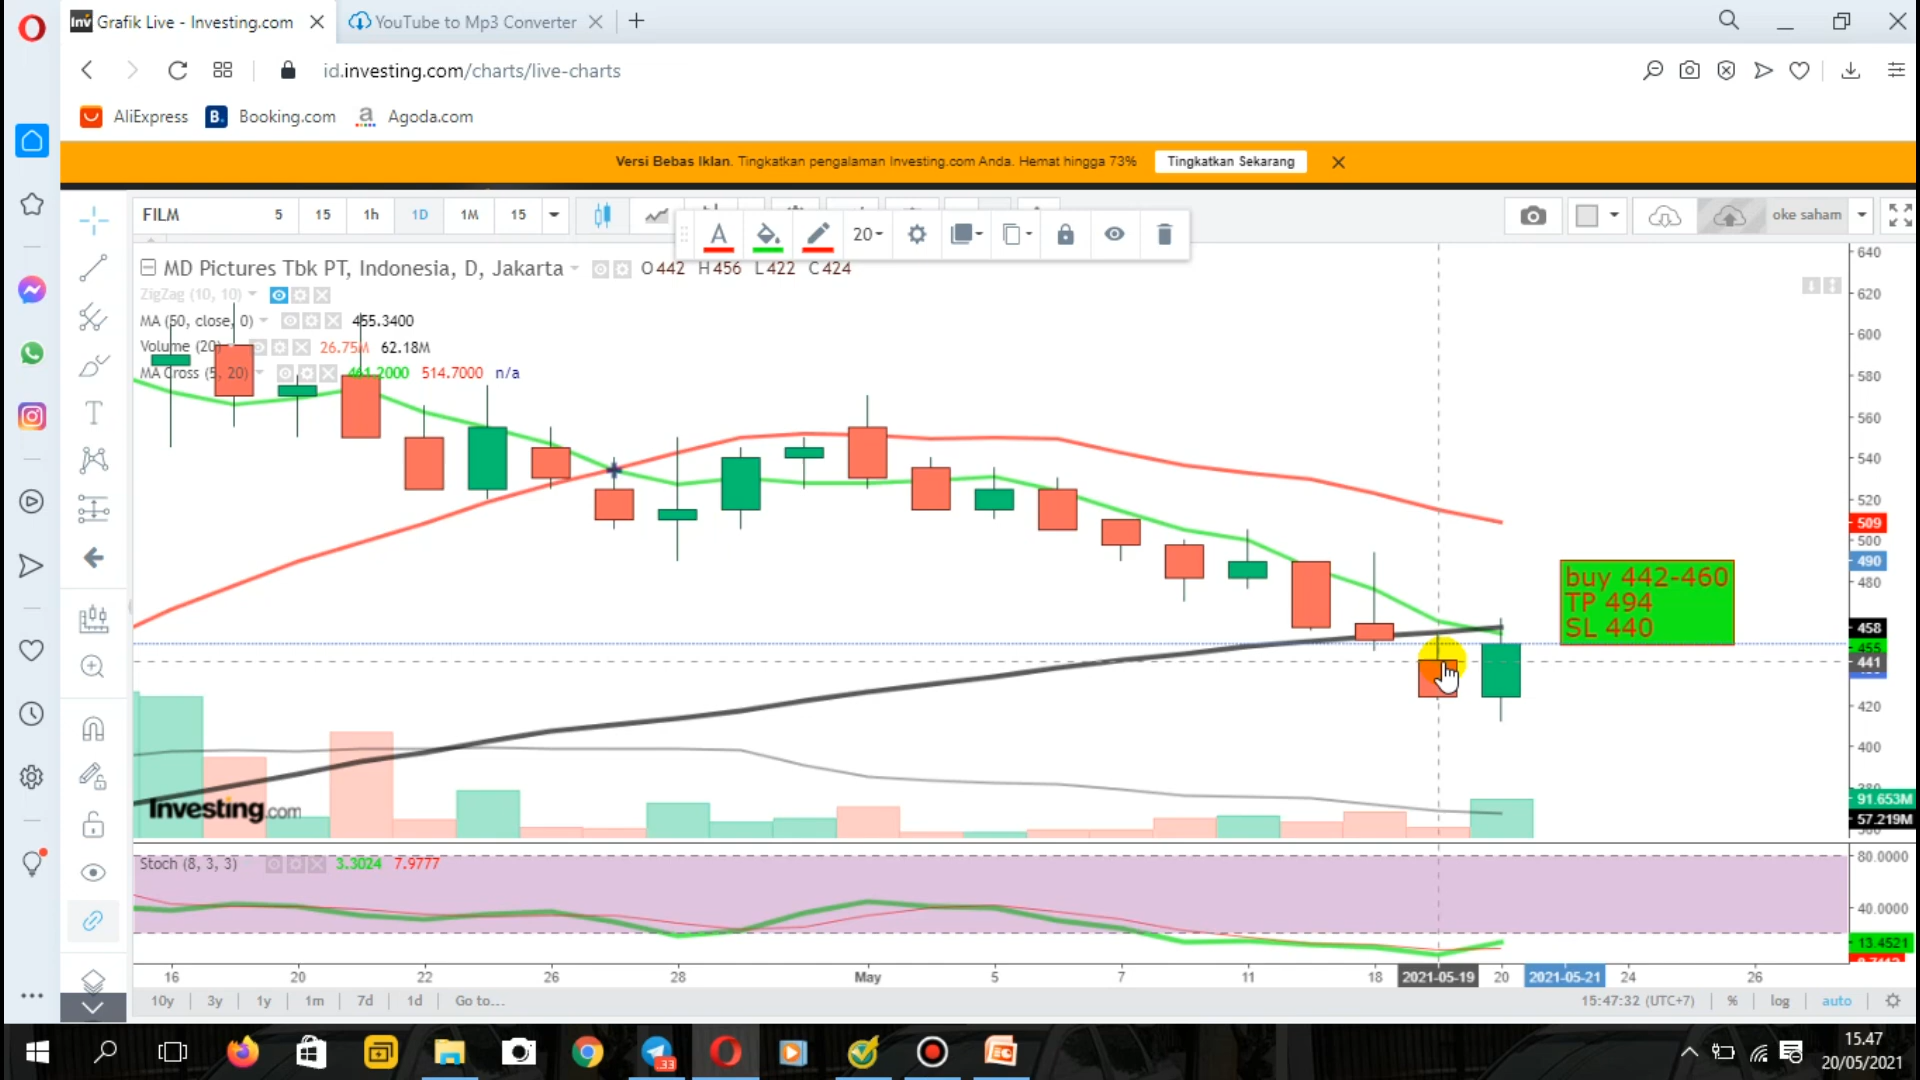 Grafik Live - Investing.com
YouTube to Mp3 Converter
id.investing.com/charts/live-charts
AliExpress
B. Booking.com
a Agoda.com
Versi Bebas Iklan. Tingkatkan pengalaman Investing.com Anda. Hemat hingga 73%
Tingkatkan Sekarang
FILM 5 15 1h 1D 1M 15
20
oke saham
MD Pictures Tbk PT, Indonesia, D, Jakarta O442 H456 L422 C424
ZigZag (10, 10)
MA (50, close, 0) 455.3400
Volume (20) 26.75M 62.18M
MA Cross (5, 20) 461.2000 514.7000 n/a
640
620
600
580
560
540
520
509
500
490
480
458
455
441
420
400
91.653M
57.219M
buy 442-460
TP 494
SL 440
Investing.com
Stoch (8, 3, 3) 3.3024 7.9777
80.0000
40.0000
13.4521
16 20 22 26 28 May 5 7 11 18 2021-05-19 20 2021-05-21 24 26
10y 3y 1y 1m 7d 1d Go to... 15:47:32 (UTC+7) % log auto
33
15.47
20/05/2021